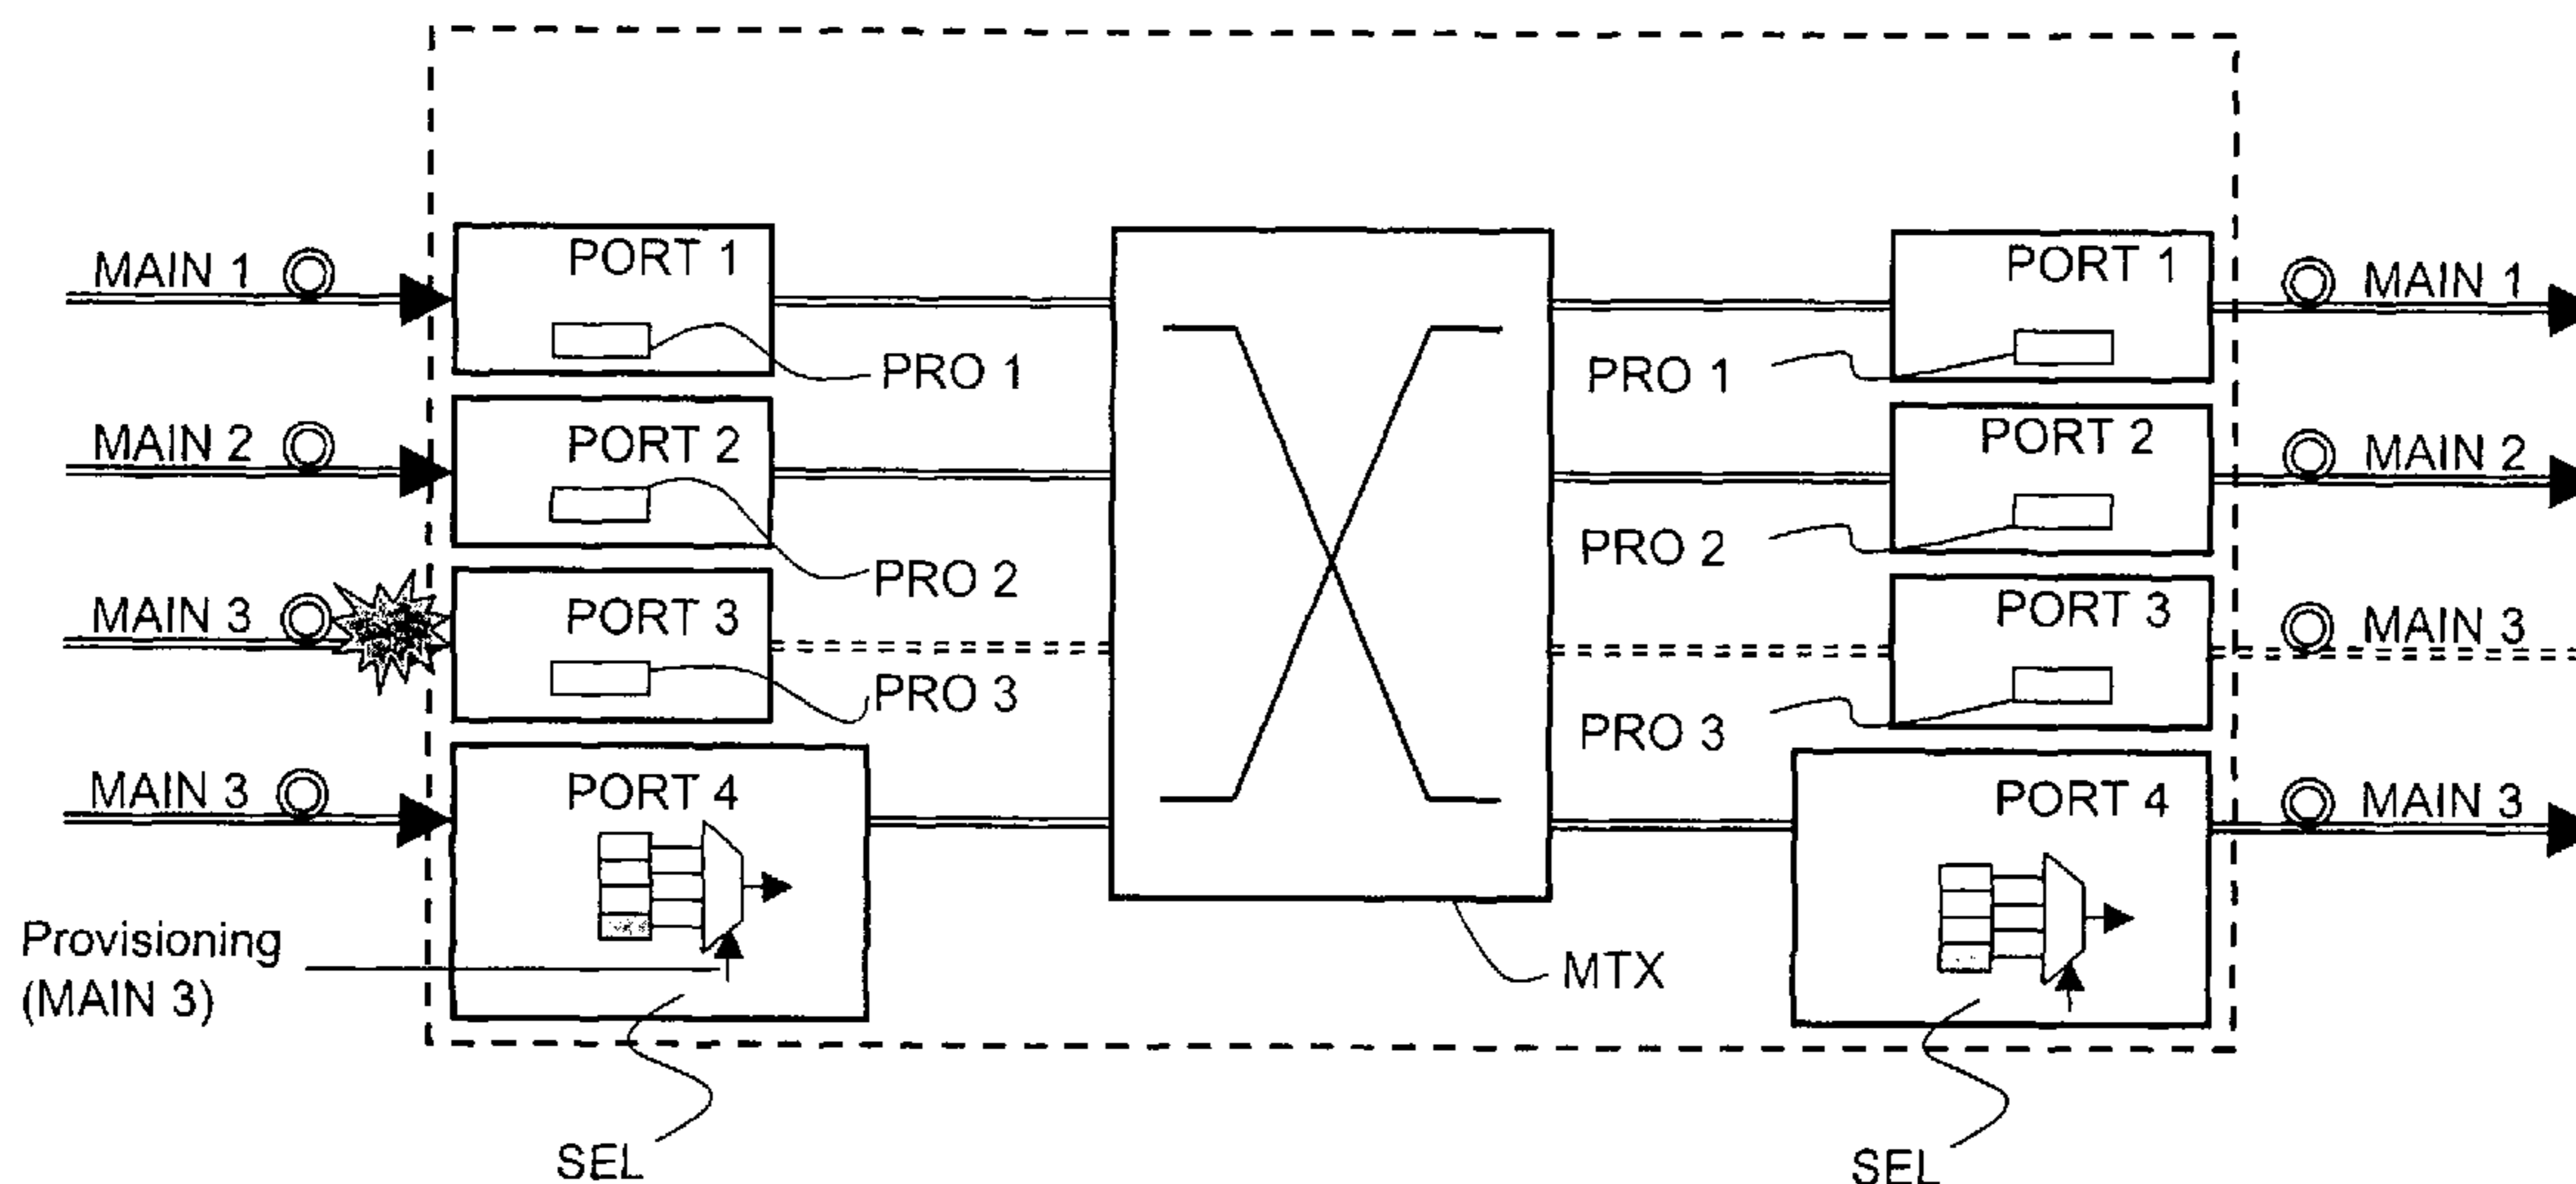 MAIN 1
PORT 1
PRO 1
PORT 1
PRO 1
MAIN 1
MAIN 2
PORT 2
PRO 2
PORT 2
PRO 2
MAIN 2
MAIN 3
PORT 3
PRO 3
PORT 3
PRO 3
MAIN 3
MAIN 3
PORT 4
PORT 4
MAIN 3
Provisioning
(MAIN 3)
MTX
SEL
SEL